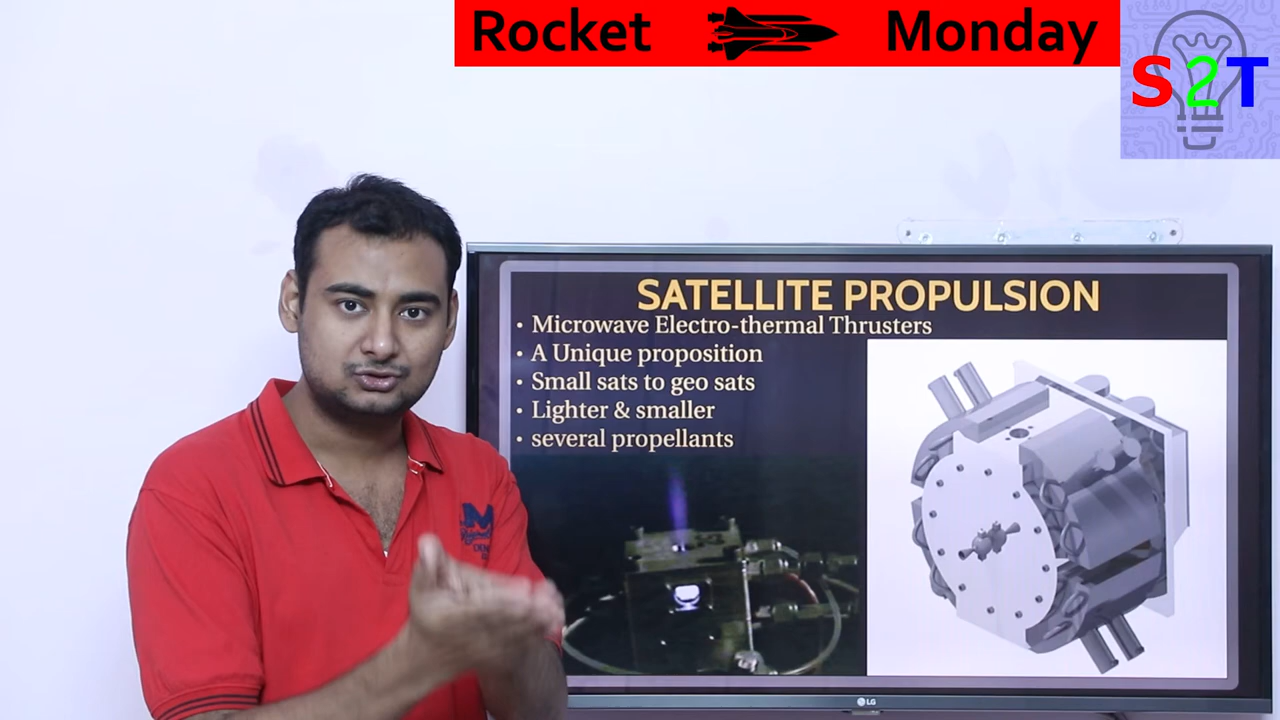 Rocket Monday
S2T
SATELLITE PROPULSION
• Microwave Electro-thermal Thrusters
• A Unique proposition
• Small sats to geo sats
• Lighter & smaller
• several propellants
M
LG